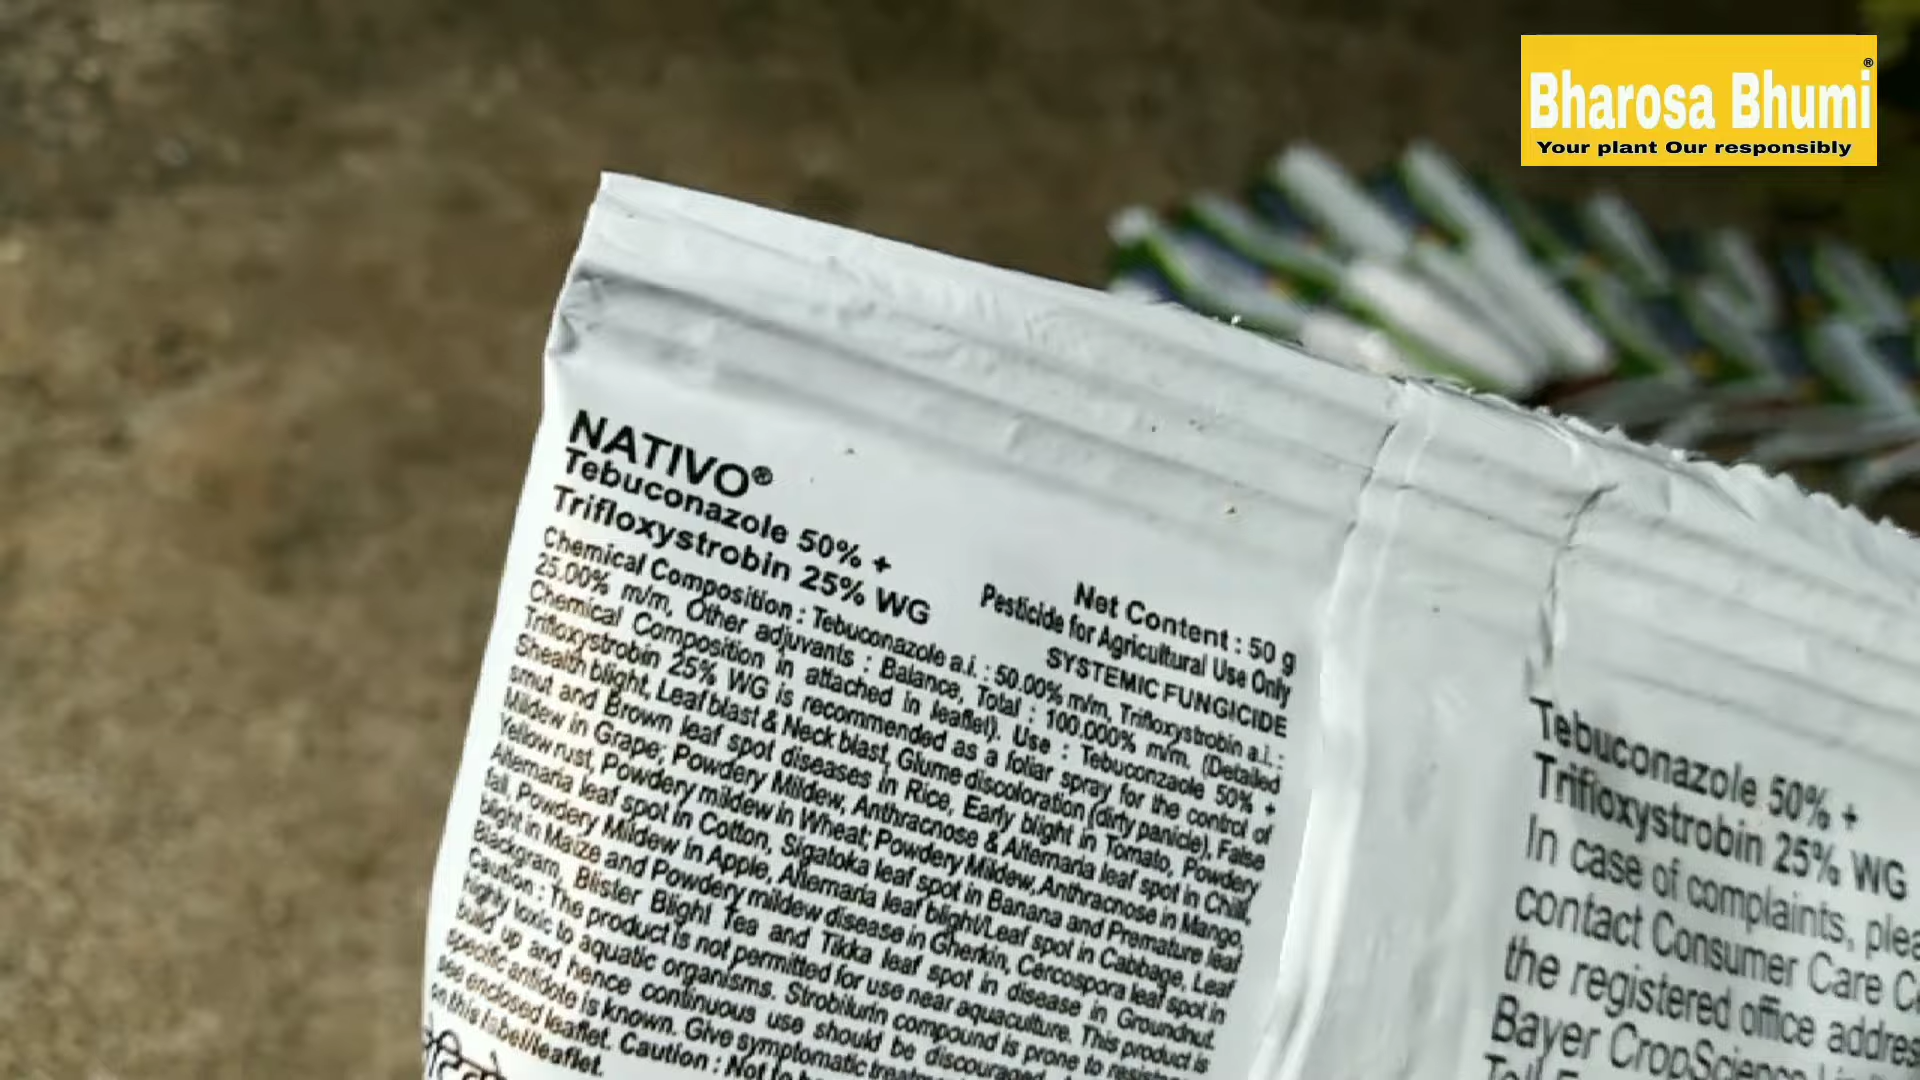 Bharosa Bhumi®
Your plant Our responsibly
NATIVO®
Tebuconazole 50% +
Trifloxystrobin 25% WG
Net Content : 50 g
Pesticide for Agricultural Use Only
SYSTEMIC FUNGICIDE
Chemical Composition : Tebuconazole a.i. : 50.00% m/m, Trifloxystrobin a.i. :
25.00% m/m, Other adjuvants : Balance, Total : 100.000% m/m. (Detailed
Chemical Composition in attached in leaflet). Use : Tebuconzaole 50% +
Trifloxystrobin 25% WG is recommended as a foliar spray for the control of
Sheath blight, Leaf blast & Neck blast, Glume discoloration (dirty panicle), False
smut and Brown leaf spot diseases in Rice, Early blight in Tomato, Powdery
Mildew in Grape; Powdery Mildew, Anthracnose & Alternaria leaf spot in Chilli,
Yellow rust, Powdery mildew in Wheat; Powdery Mildew, Anthracnose in Mango,
Alternaria leaf spot in Cotton, Sigatoka leaf spot in Banana and Premature leaf
fall, Powdery Mildew in Apple, Alternaria leaf blight/Leaf spot in Cabbage, Leaf
blight in Maize and Powdery mildew disease in Gherkin, Cercospora leaf spot in
Blackgram, Blister Blight Tea and Tikka leaf spot in disease in Groundnut.
Caution : The product is not permitted for use near aquaculture. This product is
highly toxic to aquatic organisms. Strobilurin compound is prone to
build up and hence continuous use should be discouraged.
specific antidote is known. Give symptomatic
see enclosed leaflet. Caution : Not to
on this label/leaflet.
Tebuconazole 50% +
Trifloxystrobin 25% WG
In case of complaints,
contact Consumer Care
the registered office
Bayer CropScience